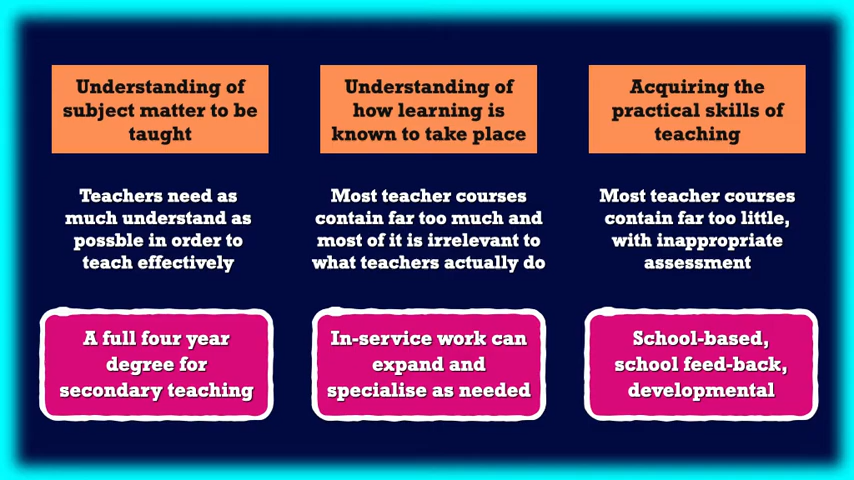 Understanding of
subject matter to be
taught
Teachers need as
much understand as
possble in order to
teach effectively
A full four year
degree for
secondary teaching
Understanding of
how learning is
known to take place
Most teacher courses
contain far too much and
most of it is irrelevant to
what teachers actually do
In-service work can
expand and
specialise as needed
Acquiring the
practical skills of
teaching
Most teacher courses
contain far too little,
with inappropriate
assessment
School-based,
school feed-back,
developmental